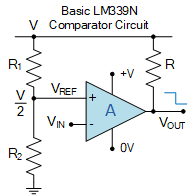 Basic LM339N
Comparator Circuit
V
R1
R
+V
VREF
V/2
+
A
VIN
-
VOUT
R2
0V